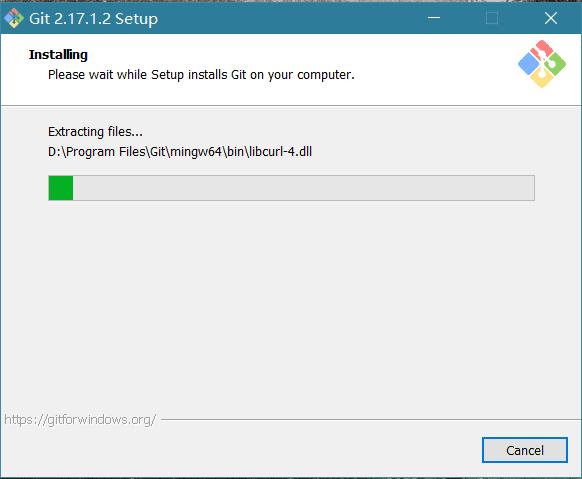 Git 2.17.1.2 Setup
Installing
Please wait while Setup installs Git on your computer.
Extracting files...
D:\Program Files\Git\mingw64\bin\libcurl-4.dll
https://gitforwindows.org/
Cancel